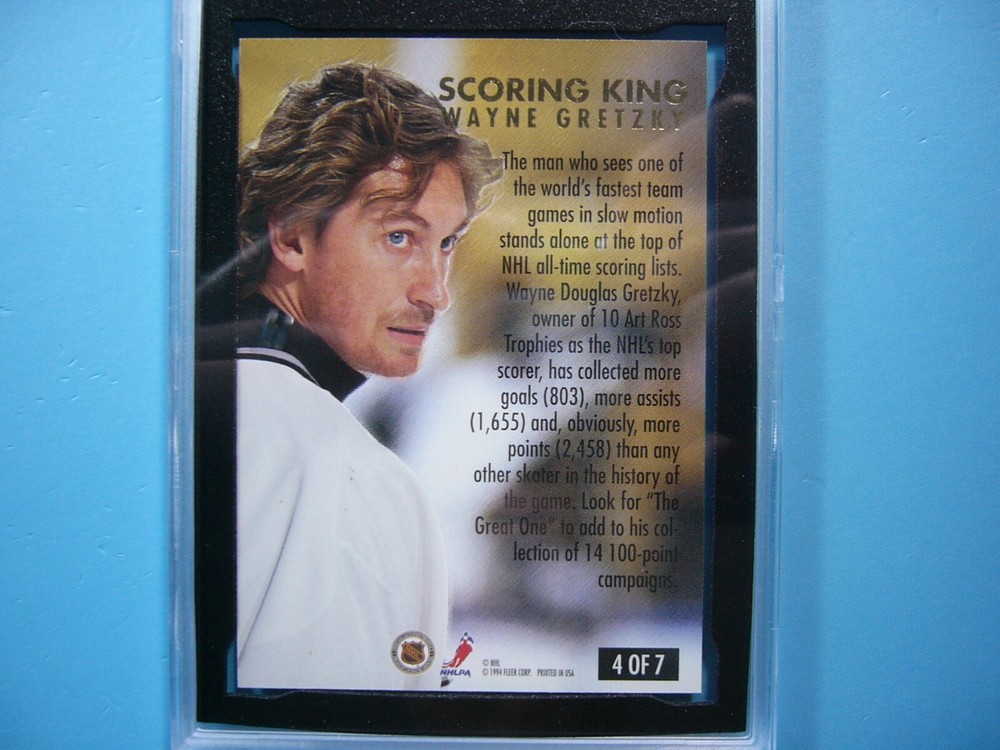 SCORING KING
WAYNE GRETZKY
The man who sees one of
the world's fastest team
games in slow motion
stands alone at the top of
NHL all-time scoring lists.
Wayne Douglas Gretzky,
owner of 10 Art Ross
Trophies as the NHL's top
scorer, has collected more
goals (803), more assists
(1,655) and, obviously, more
points (2,458) than any
other skater in the history of
the game. Look for "The
Great One" to add to his col-
lection of 14 100-point
campaigns.
NHLPA
© NHL
© 1994 FLEER CORP. PRINTED IN USA
4 OF 7